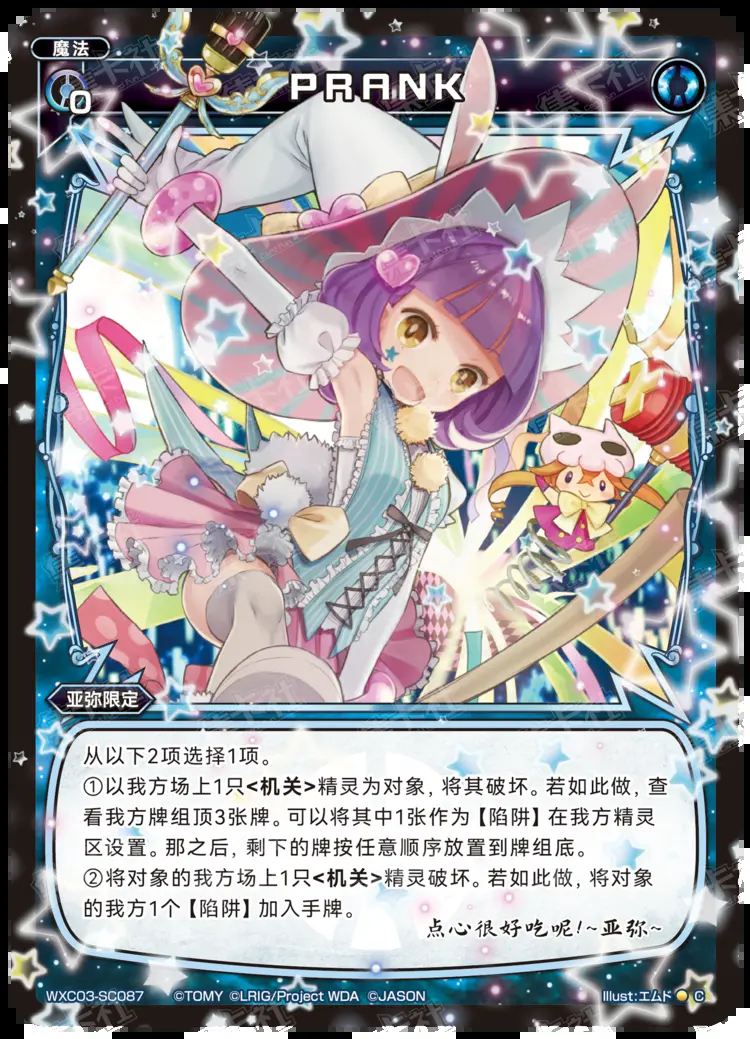 魔法
0
PRANK
亚弥限定
从以下2项选择1项。
①以我方场上1只<机关>精灵为对象，将其破坏。若如此做，查
看我方牌组顶3张牌。可以将其中1张作为【陷阱】在我方精灵
区设置。那之后，剩下的牌按任意顺序放置到牌组底。
②将对象的我方场上1只<机关>精灵破坏。若如此做，将对象
的我方1个【陷阱】加入手牌。
点心很好吃呢!~亚弥~
WXC03-SC087 ©TOMY ©LRIG/Project WDA ©JASON Illust:エムド C
集卡社